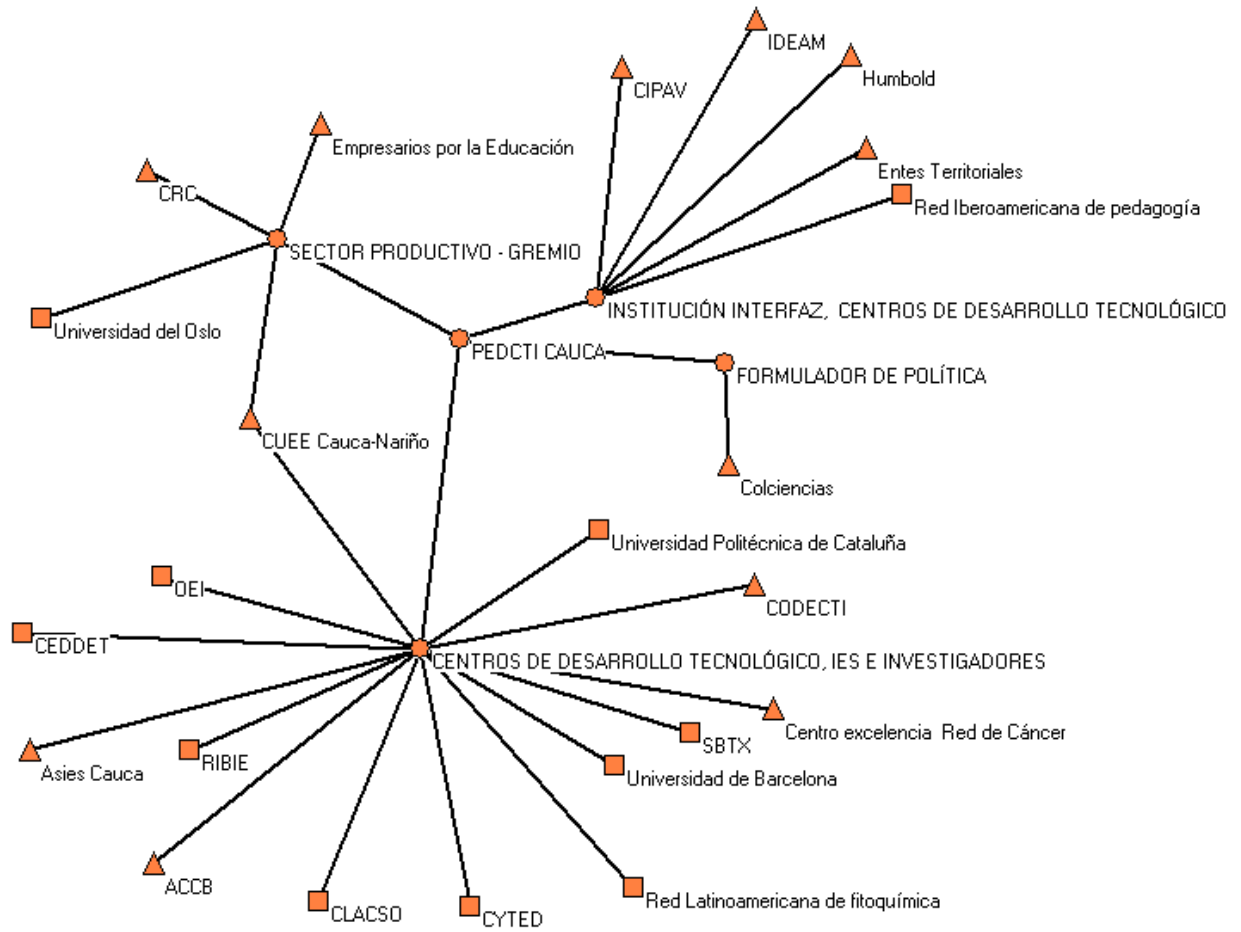 IDEAM
Humbold
CIPAV
Empresarios por la Educación
Entes Territoriales
CRC
Red Iberoamericana de pedagogía
SECTOR PRODUCTIVO - GREMIO
INSTITUCIÓN INTERFAZ, CENTROS DE DESARROLLO TECNOLÓGICO
Universidad del Oslo
PEDCTI CAUCA
FORMULADOR DE POLÍTICA
CUEE Cauca-Nariño
Colciencias
Universidad Politécnica de Cataluña
OEI
CODECTI
CEDDET
CENTROS DE DESARROLLO TECNOLÓGICO, IES E INVESTIGADORES
Centro excelencia Red de Cáncer
SBTX
RIBIE
Asies Cauca
Universidad de Barcelona
ACCB
Red Latinoamericana de fitoquímica
CLACSO
CYTED